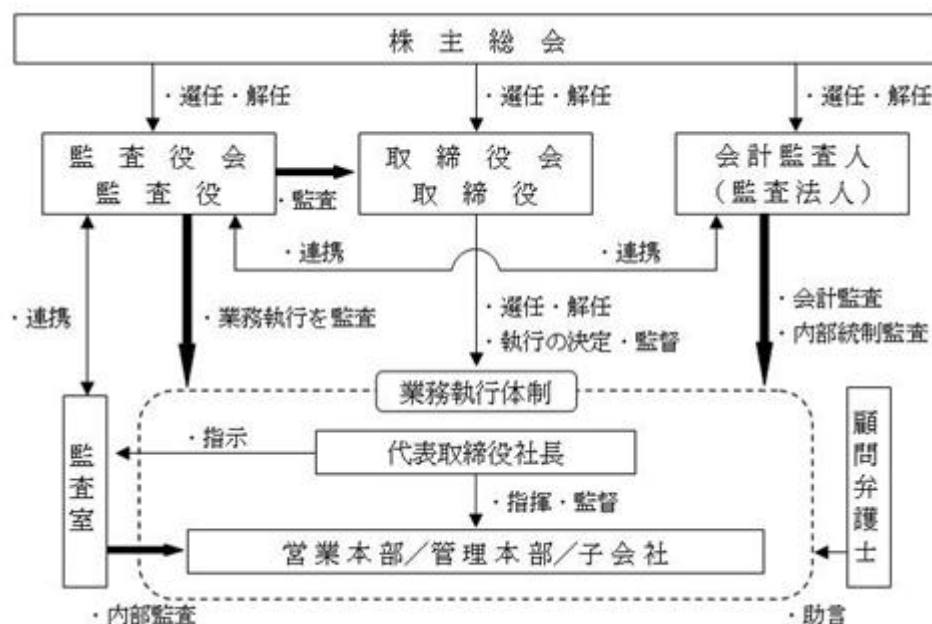 株主総会
・選任・解任
・選任・解任
・選任・解任
監査役会
監査役
・監査
取締役会
取締役
会計監査人
（監査法人）
・連携
・連携
・連携
・業務執行を監査
・選任・解任
・執行の決定・監督
・会計監査
・内部統制監査
業務執行体制
監査室
・指示
代表取締役社長
・指揮・監督
営業本部／管理本部／子会社
顧問弁護士
・内部監査
・助言